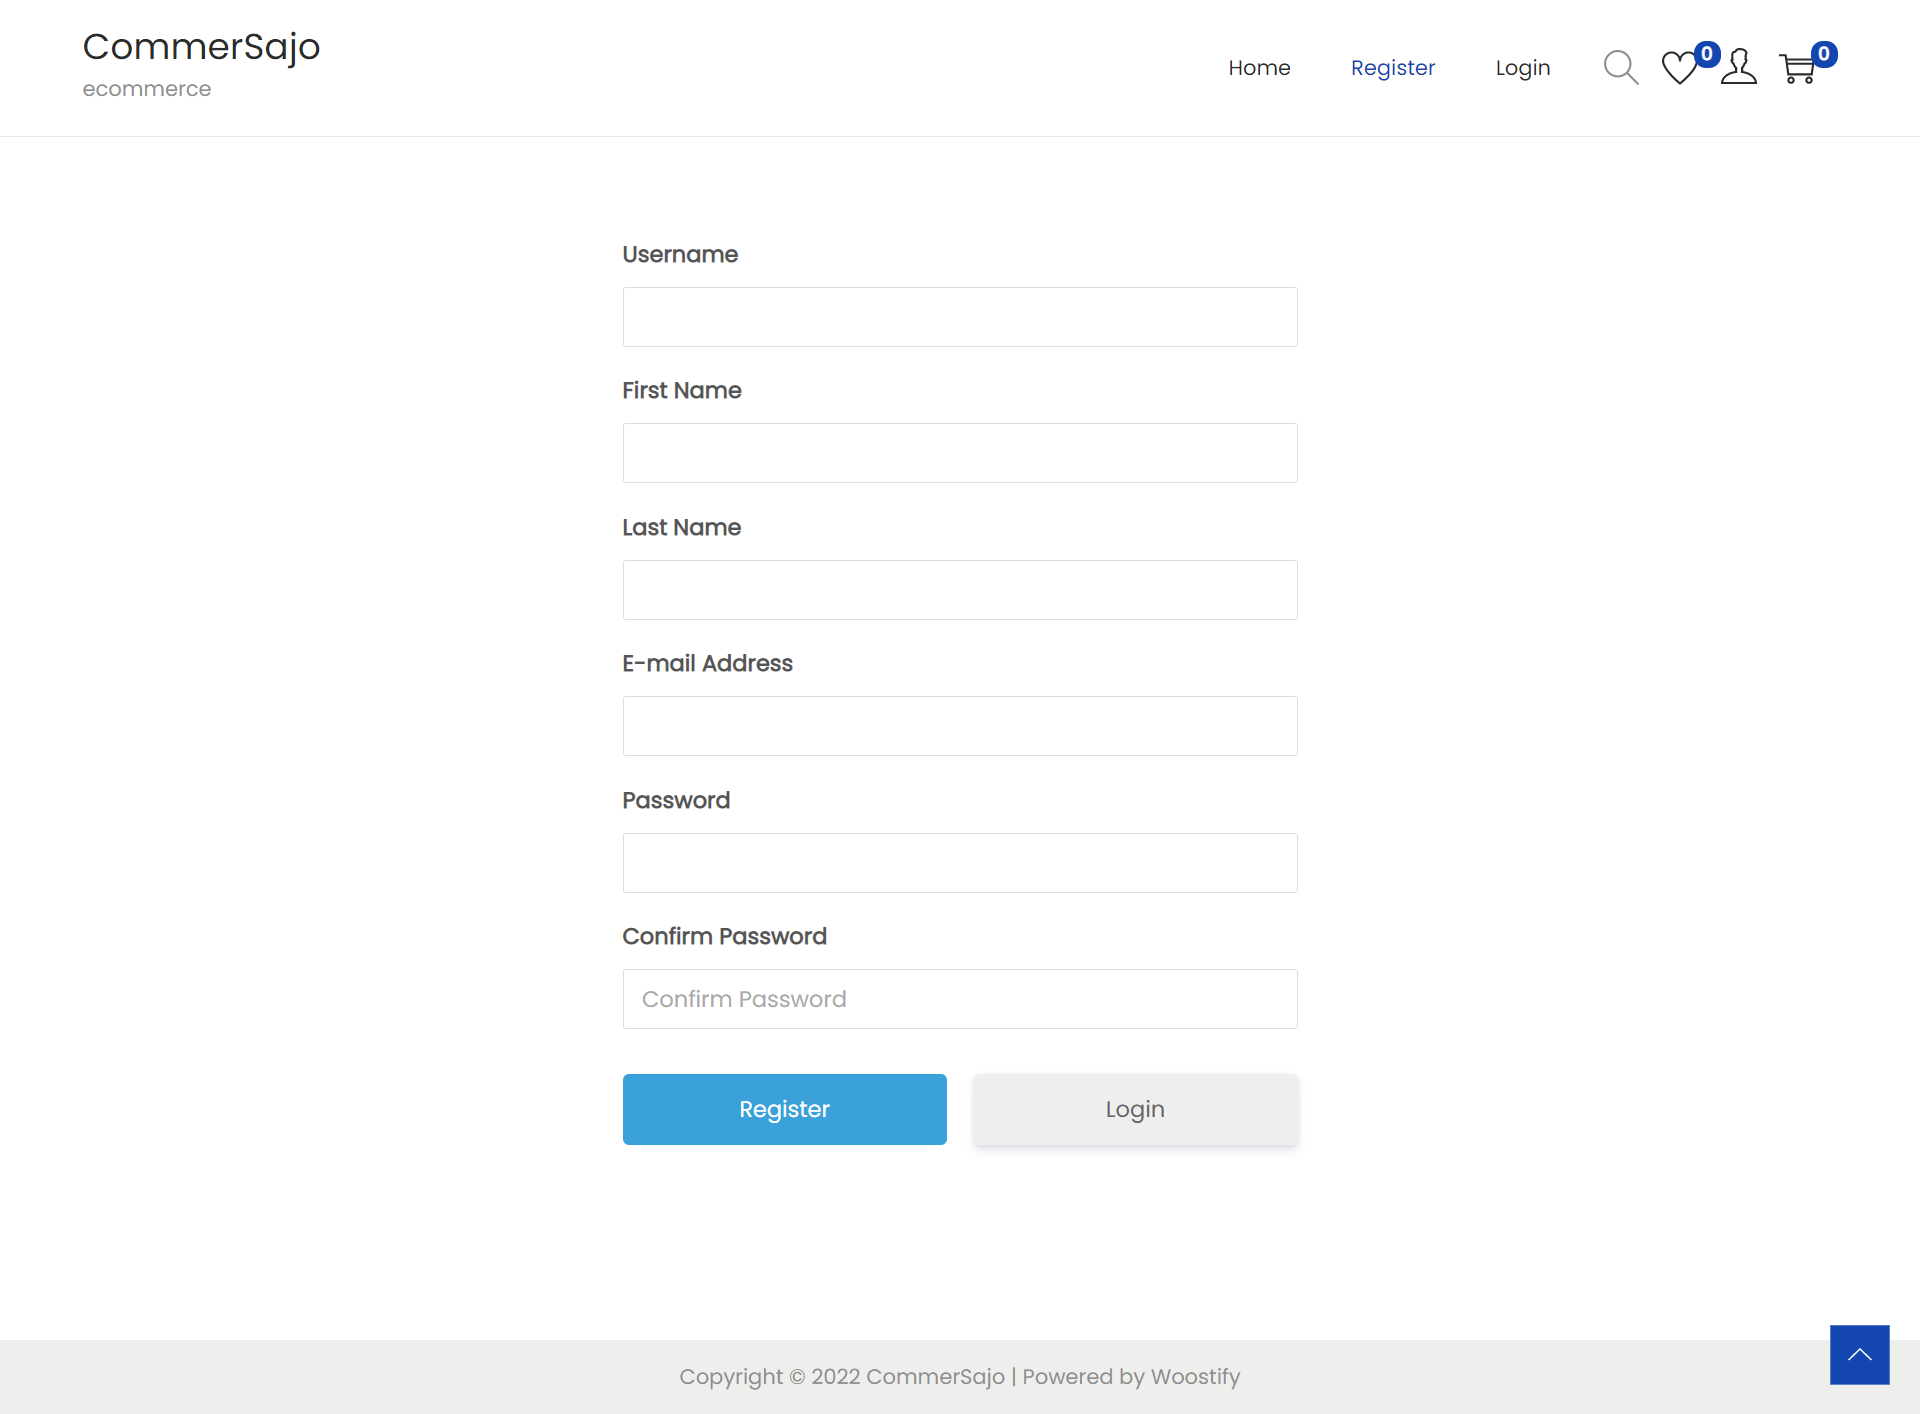 CommerSajo
ecommerce
Home
Register
Login
0
0
Username
First Name
Last Name
E-mail Address
Password
Confirm Password
Confirm Password
Register
Login
Copyright © 2022 CommerSajo | Powered by Woostify